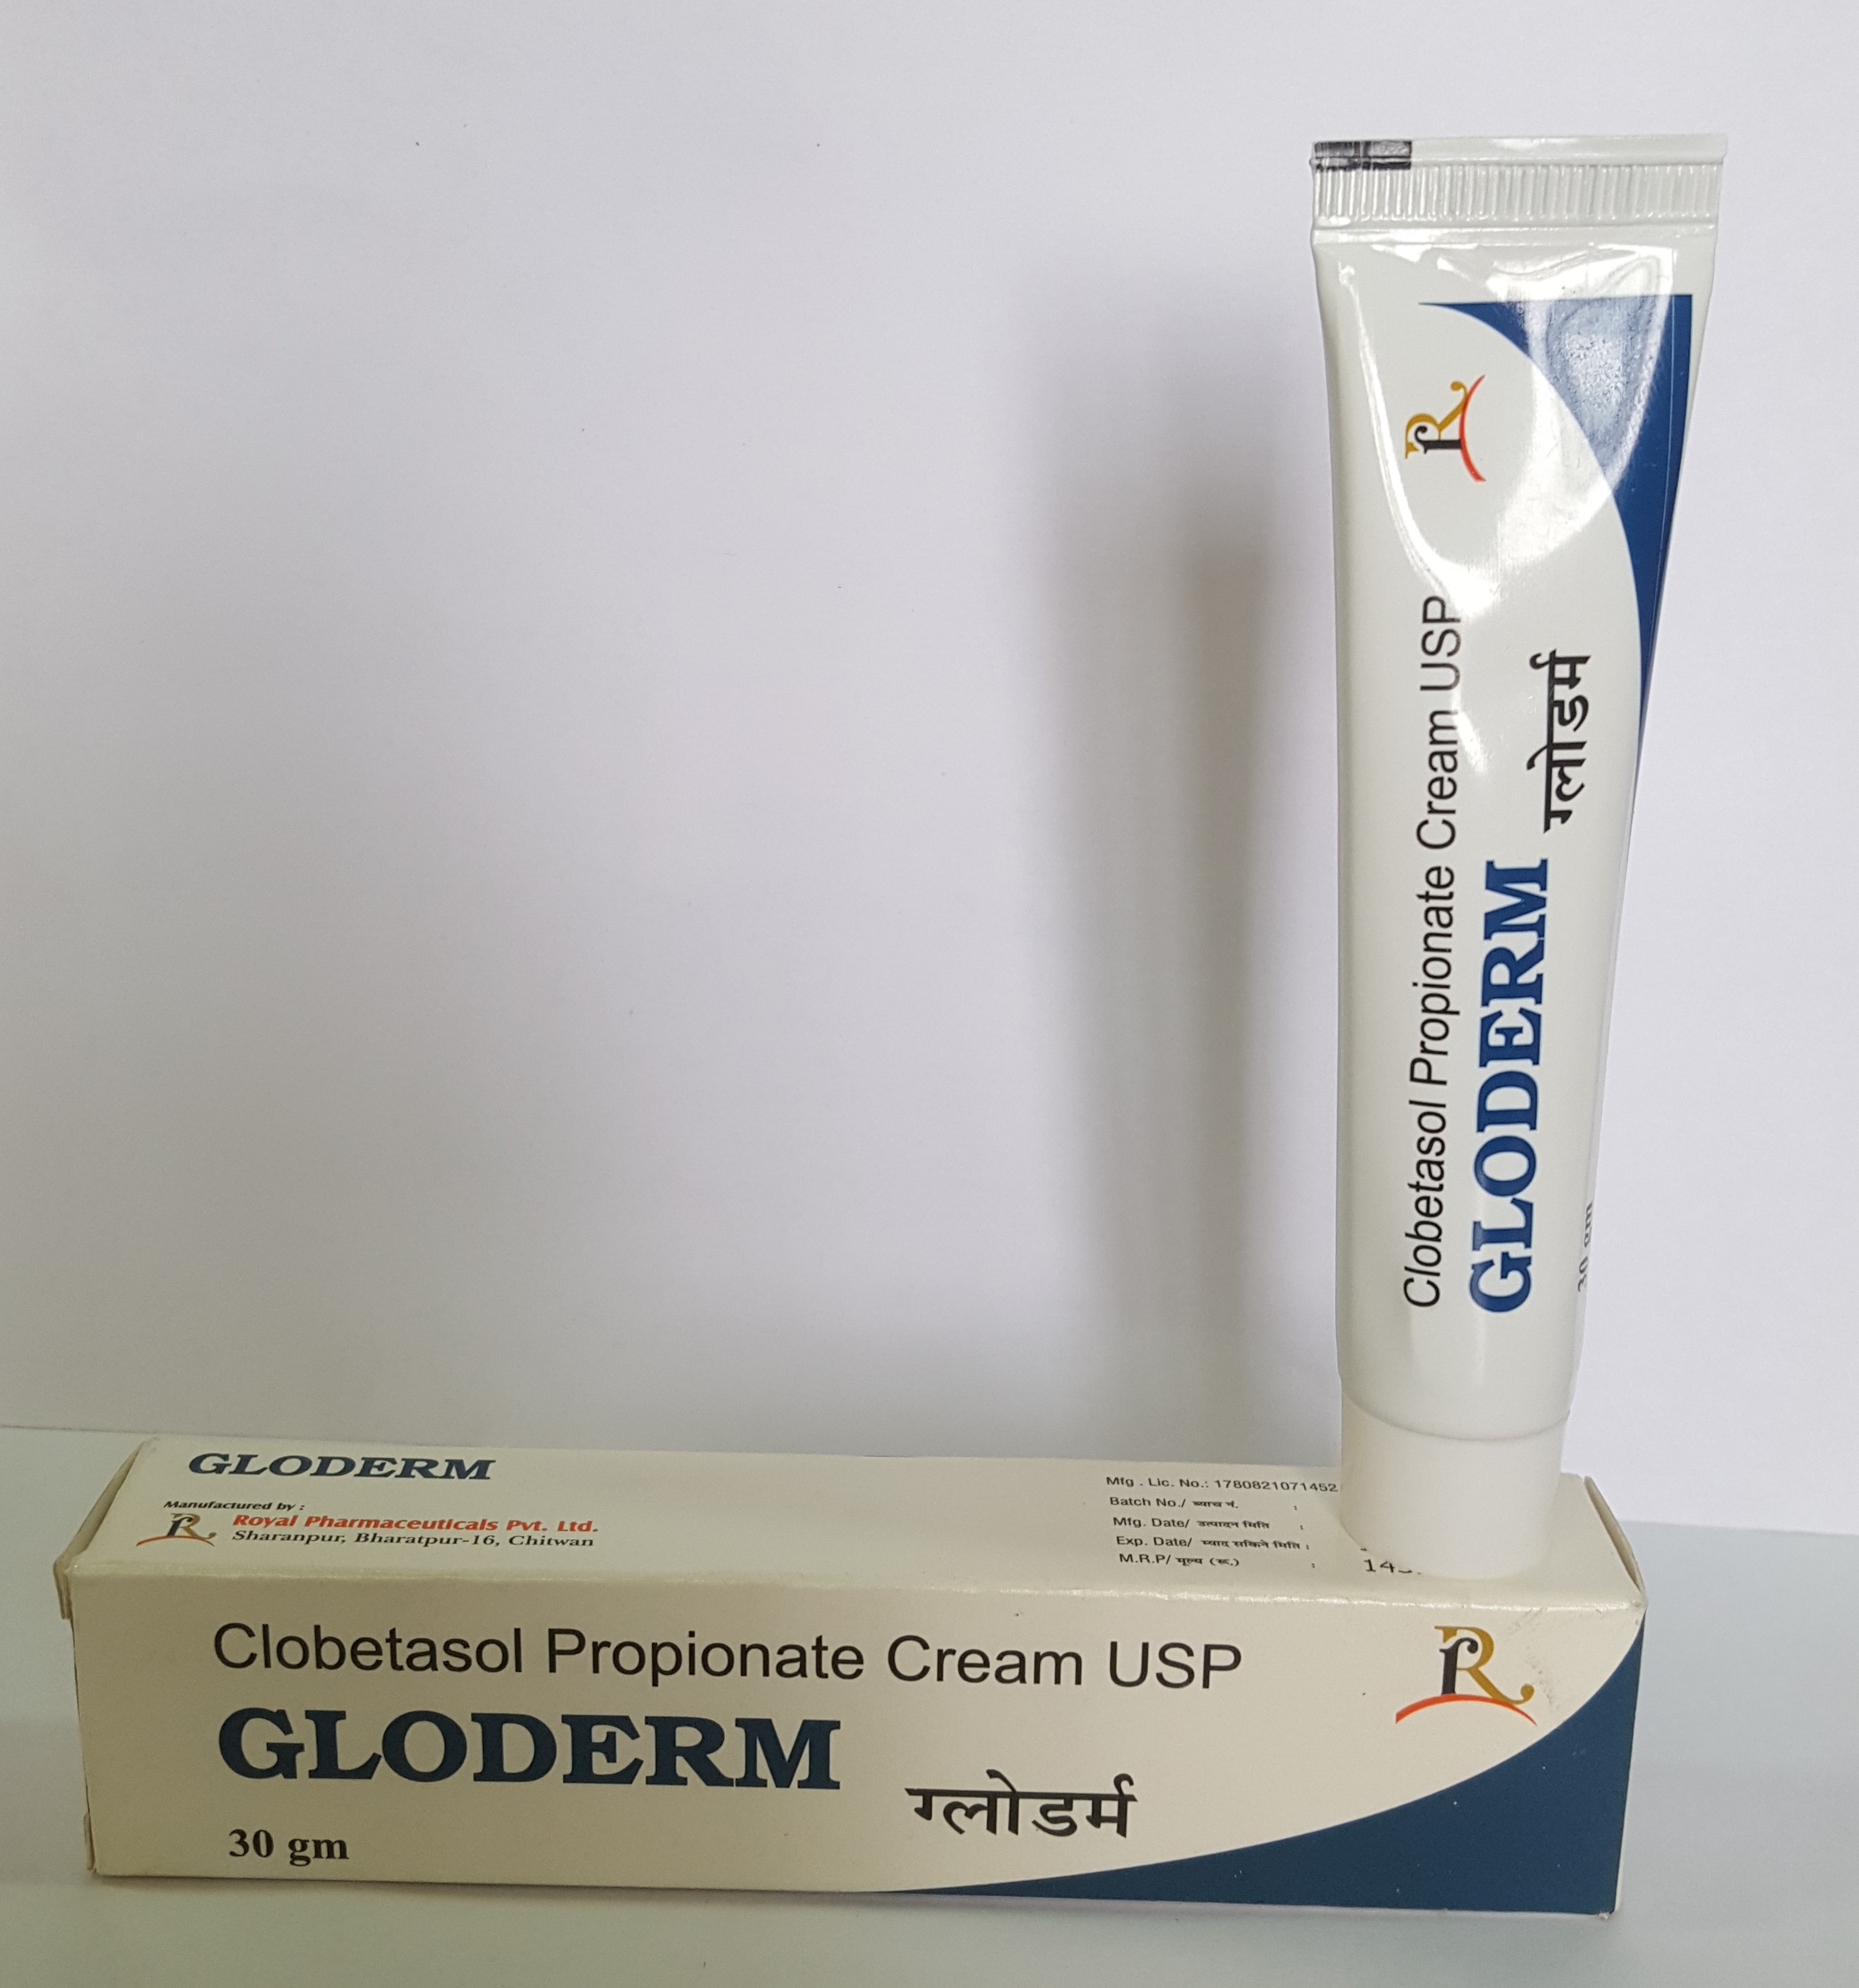 Clobetasol Propionate Cream USP
GLODERM ग्लोडर्म
30 gm
R
GLODERM
Manufactured by :
R Royal Pharmaceuticals Pvt. Ltd.
Sharanpur, Bharatpur-16, Chitwan
Mfg . Lic. No.: 1780821071452
Batch No./ ब्याच नं. :
Mfg. Date/ उत्पादन मिति :
Exp. Date/ म्याद सकिने मिति :
M.R.P/ मूल्य (रू.) :
Clobetasol Propionate Cream USP
GLODERM
ग्लोडर्म
30 gm
R